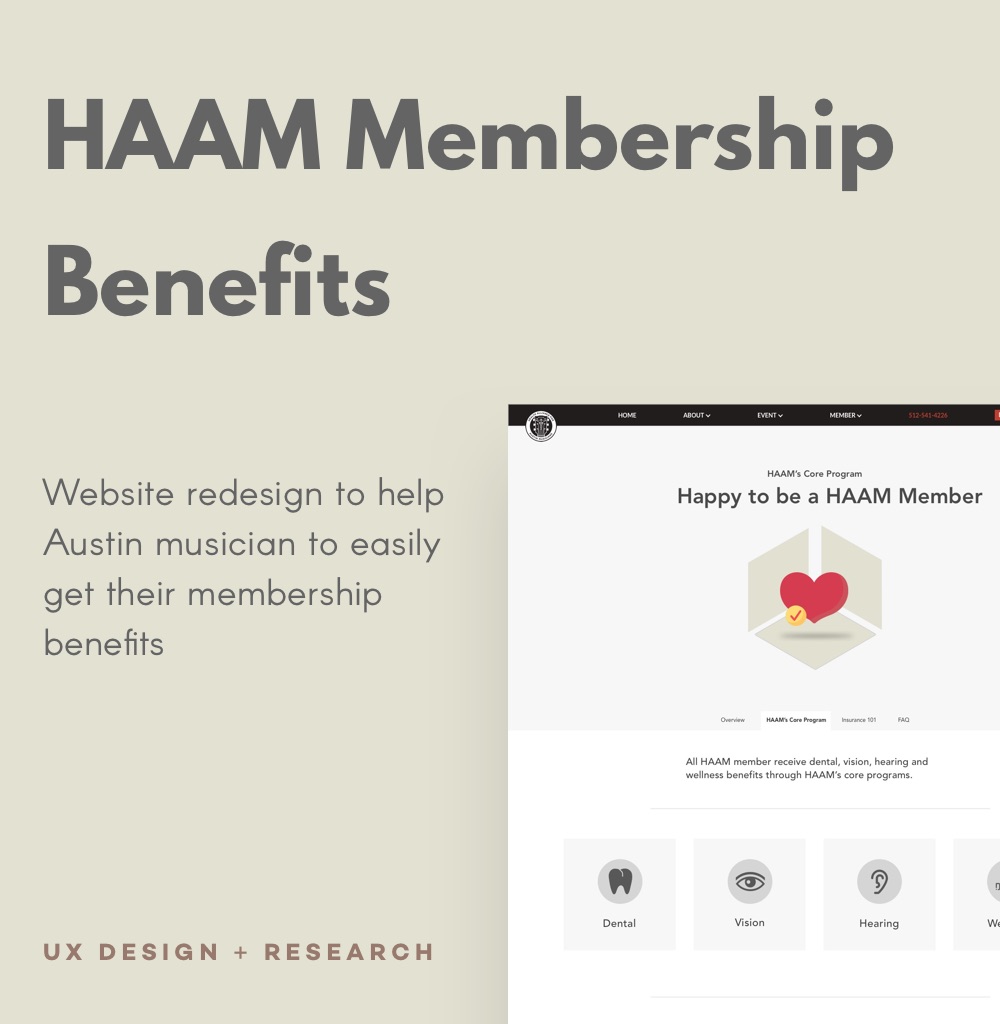 HAAM Membership
Benefits
Website redesign to help
Austin musician to easily
get their membership
benefits
UX DESIGN + RESEARCH
HOME ABOUT EVENT MEMBER 512-541-4226
HAAM's Core Program
Happy to be a HAAM Member
Overview HAAM's Core Program Insurance 101 FAQ
All HAAM member receive dental, vision, hearing and
wellness benefits through HAAM's core programs.
Dental Vision Hearing We